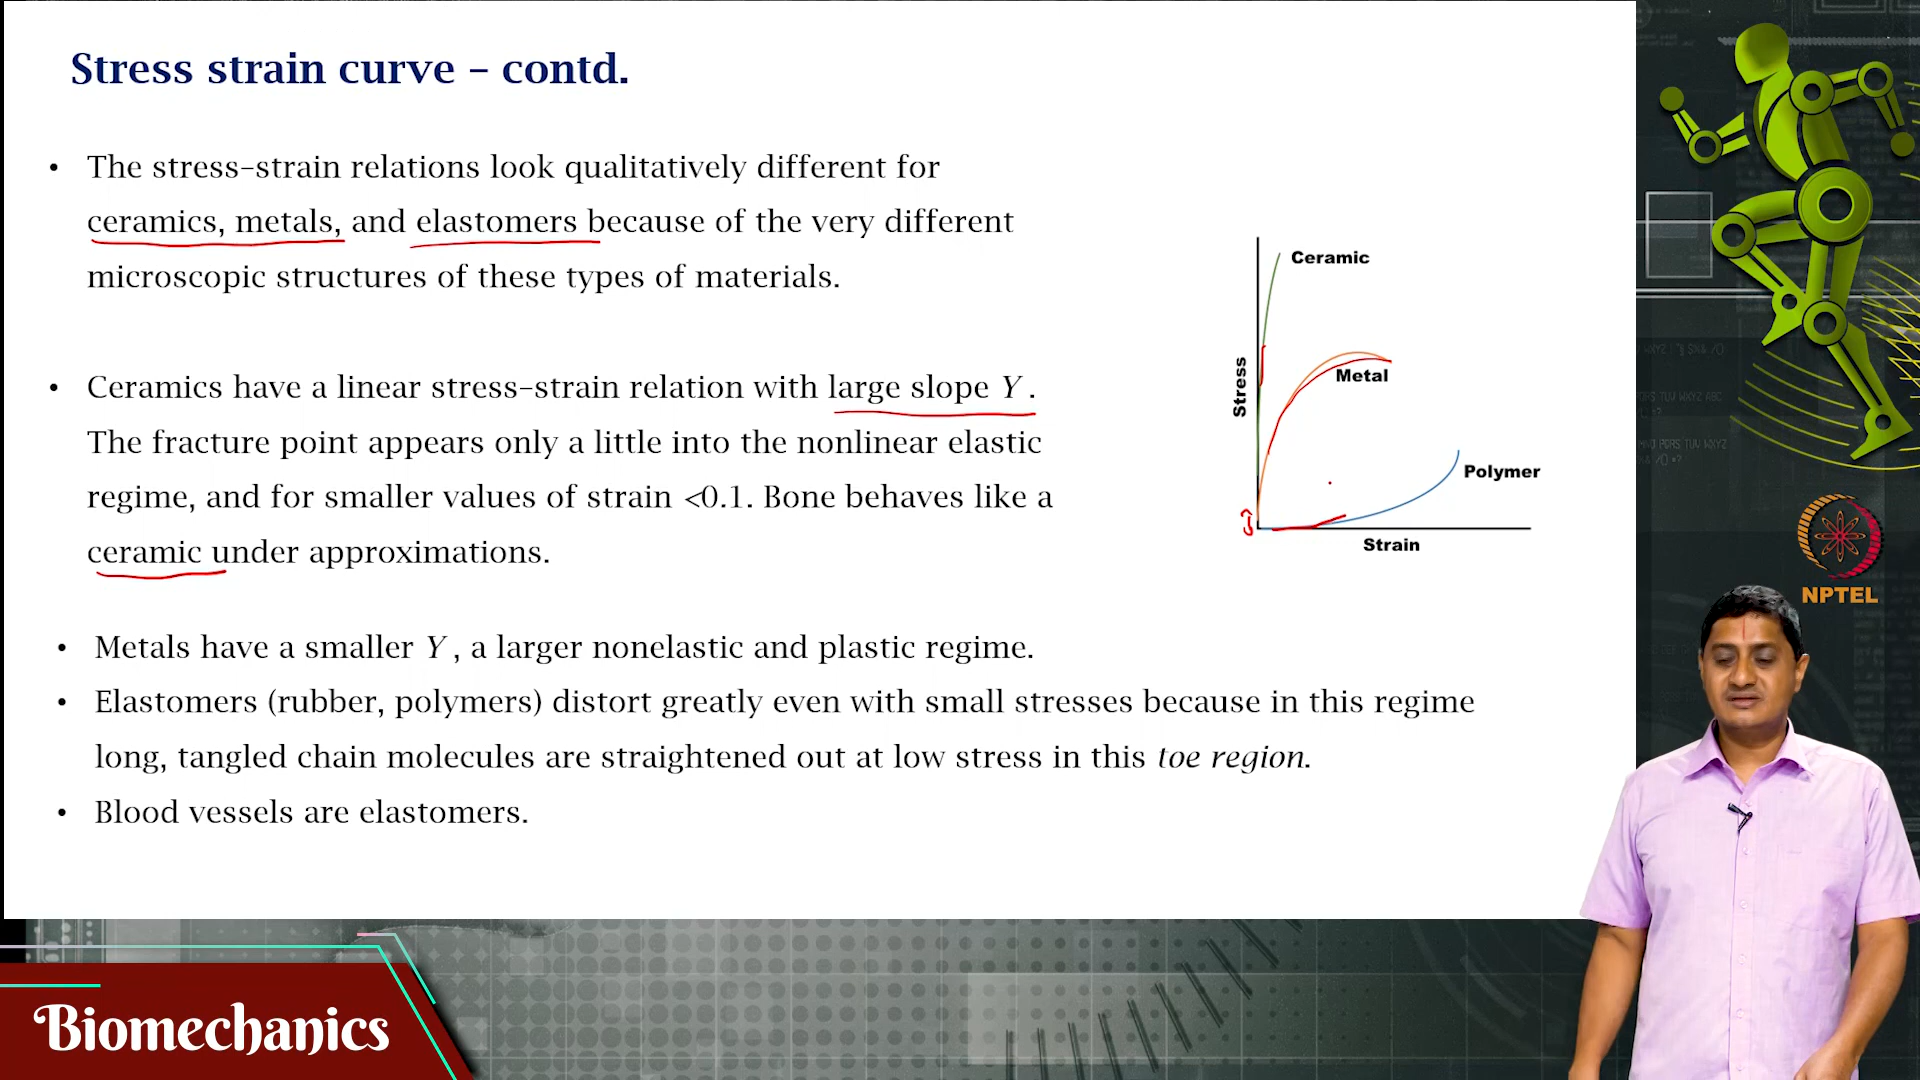 Stress strain curve – contd.
• The stress–strain relations look qualitatively different for
ceramics, metals, and elastomers because of the very different
microscopic structures of these types of materials.
• Ceramics have a linear stress–strain relation with large slope Y .
The fracture point appears only a little into the nonlinear elastic
regime, and for smaller values of strain <0.1. Bone behaves like a
ceramic under approximations.
• Metals have a smaller Y , a larger nonelastic and plastic regime.
• Elastomers (rubber, polymers) distort greatly even with small stresses because in this regime
long, tangled chain molecules are straightened out at low stress in this toe region.
• Blood vessels are elastomers.
Ceramic
Metal
Polymer
Stress
Strain
NPTEL
Biomechanics